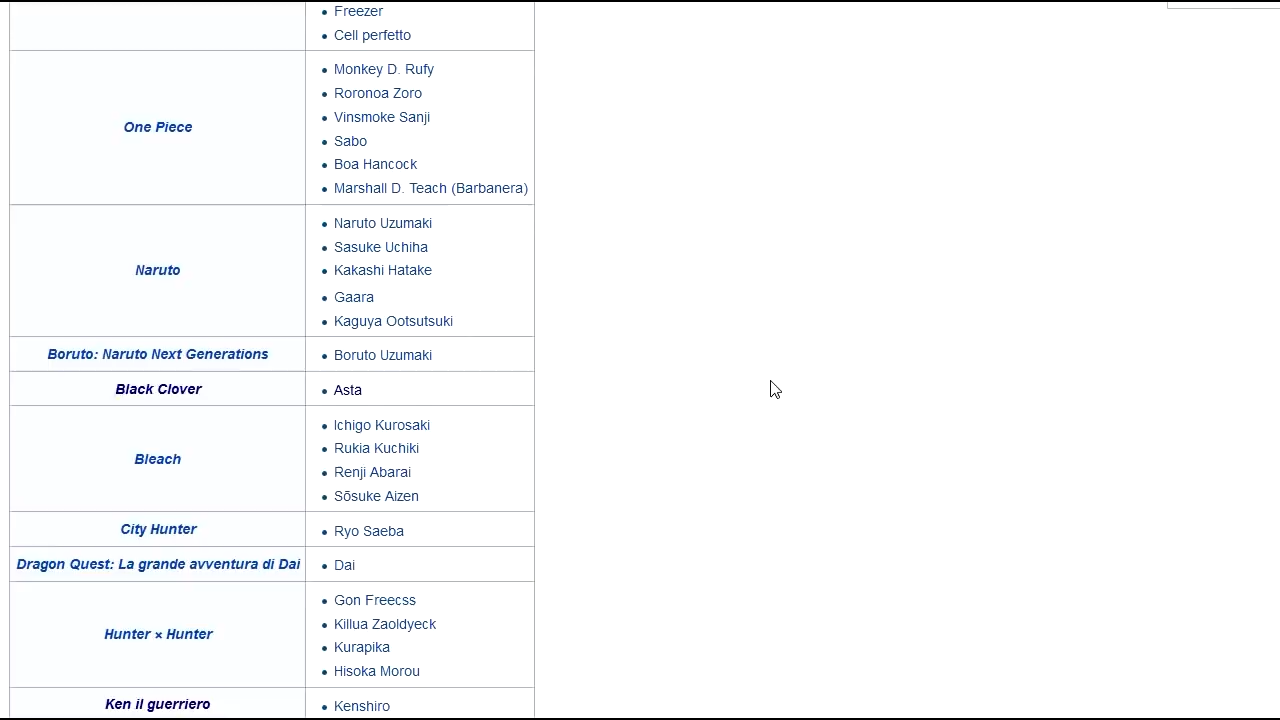 Freezer
Cell perfetto
One Piece
Monkey D. Rufy
Roronoa Zoro
Vinsmoke Sanji
Sabo
Boa Hancock
Marshall D. Teach (Barbanera)
Naruto
Naruto Uzumaki
Sasuke Uchiha
Kakashi Hatake
Gaara
Kaguya Ootsutsuki
Boruto: Naruto Next Generations
Boruto Uzumaki
Black Clover
Asta
Bleach
Ichigo Kurosaki
Rukia Kuchiki
Renji Abarai
Sōsuke Aizen
City Hunter
Ryo Saeba
Dragon Quest: La grande avventura di Dai
Dai
Hunter × Hunter
Gon Freecss
Killua Zaoldyeck
Kurapika
Hisoka Morou
Ken il guerriero
Kenshiro